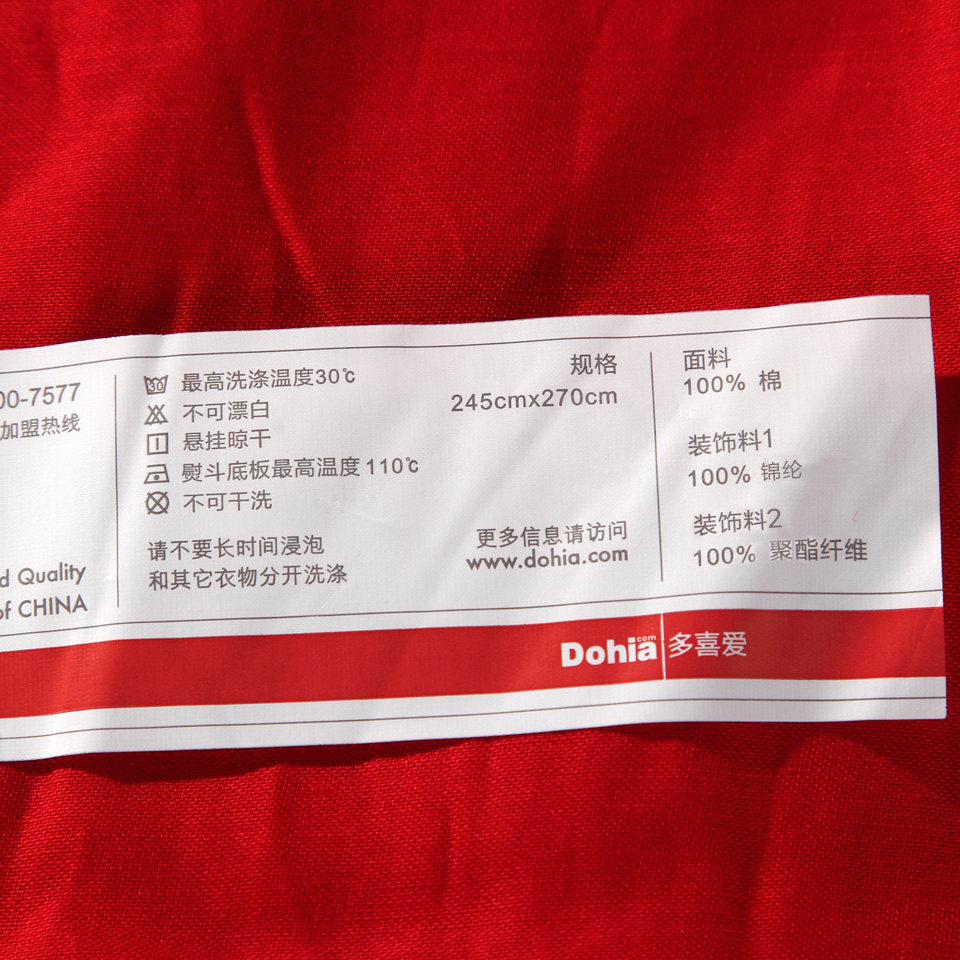 00-7577
加盟热线
d Quality
of CHINA
30 最高洗涤温度30℃
不可漂白
悬挂晾干
熨斗底板最高温度110℃
不可干洗
请不要长时间浸泡
和其它衣物分开洗涤
规格
245cmx270cm
更多信息请访问
www.dohia.com
面料
100% 棉
装饰料1
100% 锦纶
装饰料2
100% 聚酯纤维
Dohia.com 多喜爱